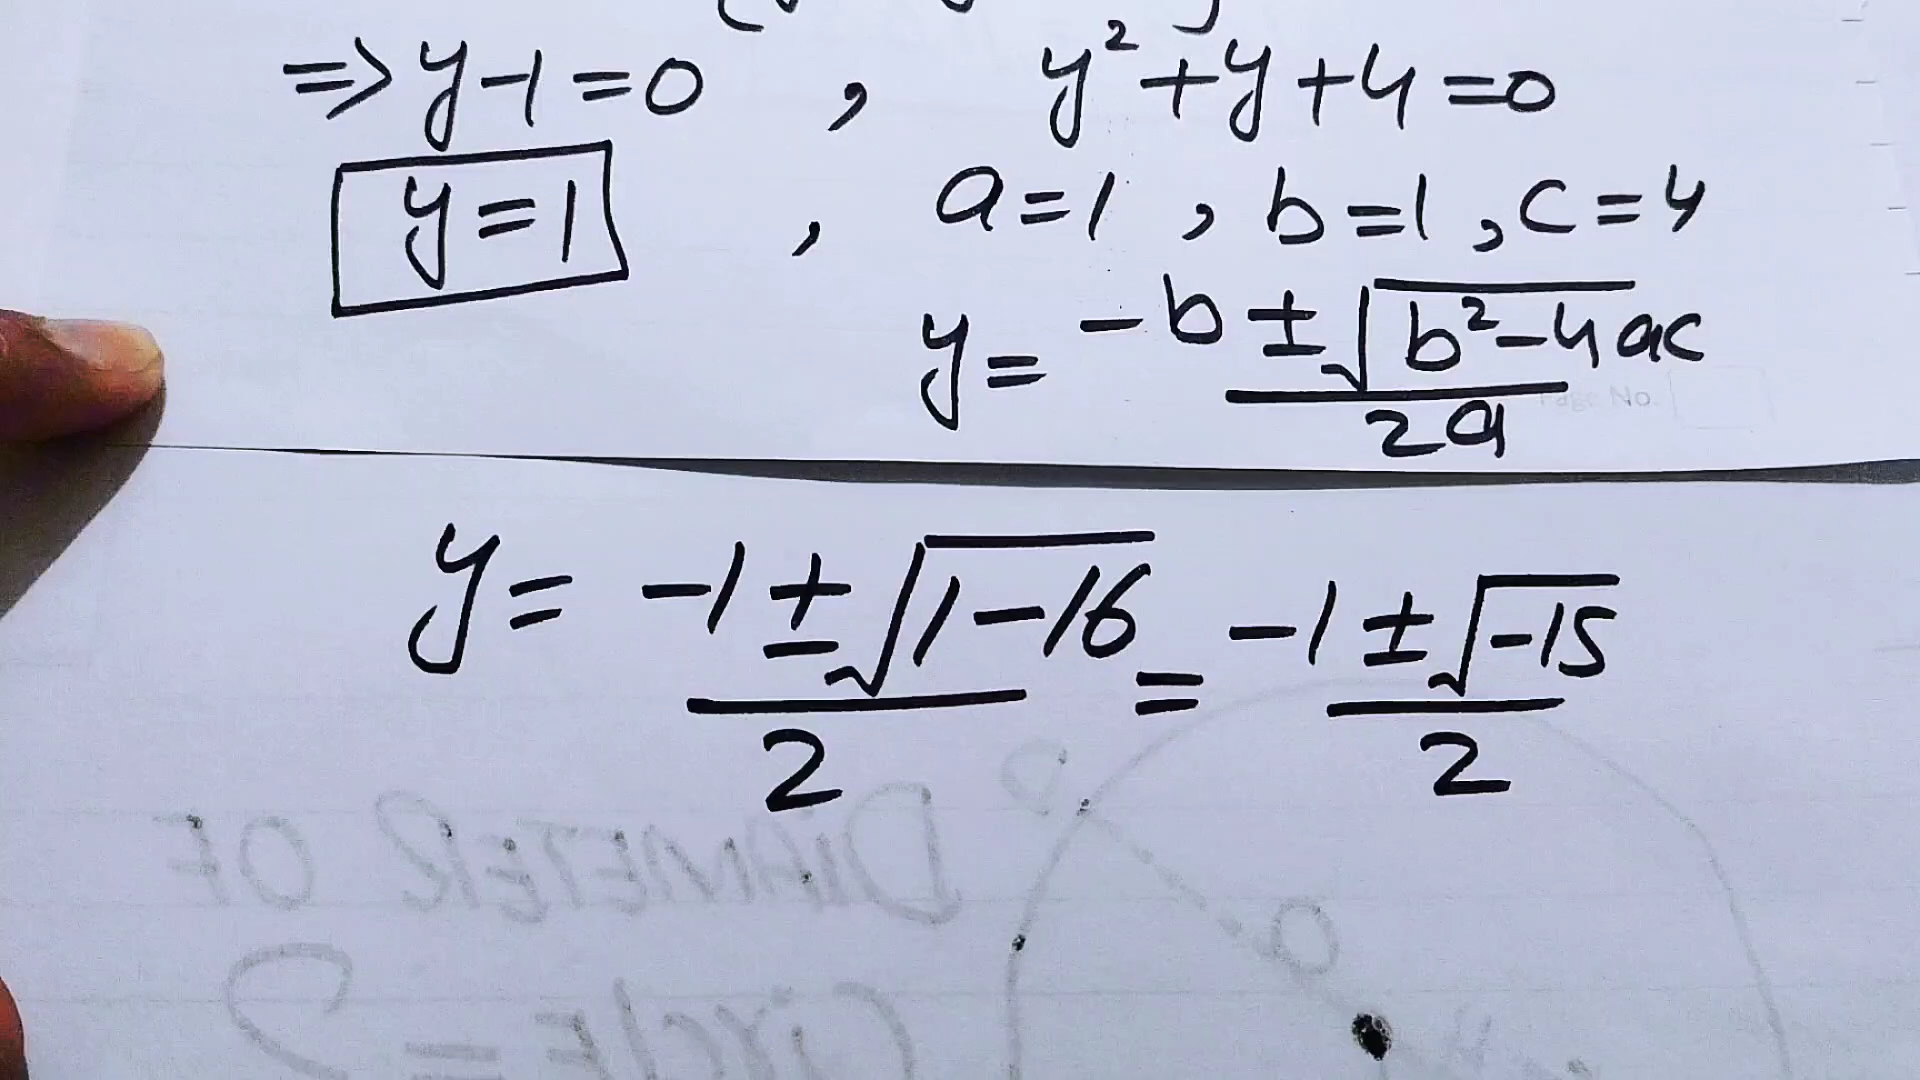 ⇒ y-1=0 , y²+y+4=0
y=1 , a=1, b=1, c=4
y= -b ± √b²-4ac / 2a
Page No.
y= -1 ± √1-16 / 2 = -1 ± √-15 / 2
DIAMETER OF
CIRCLE = ?